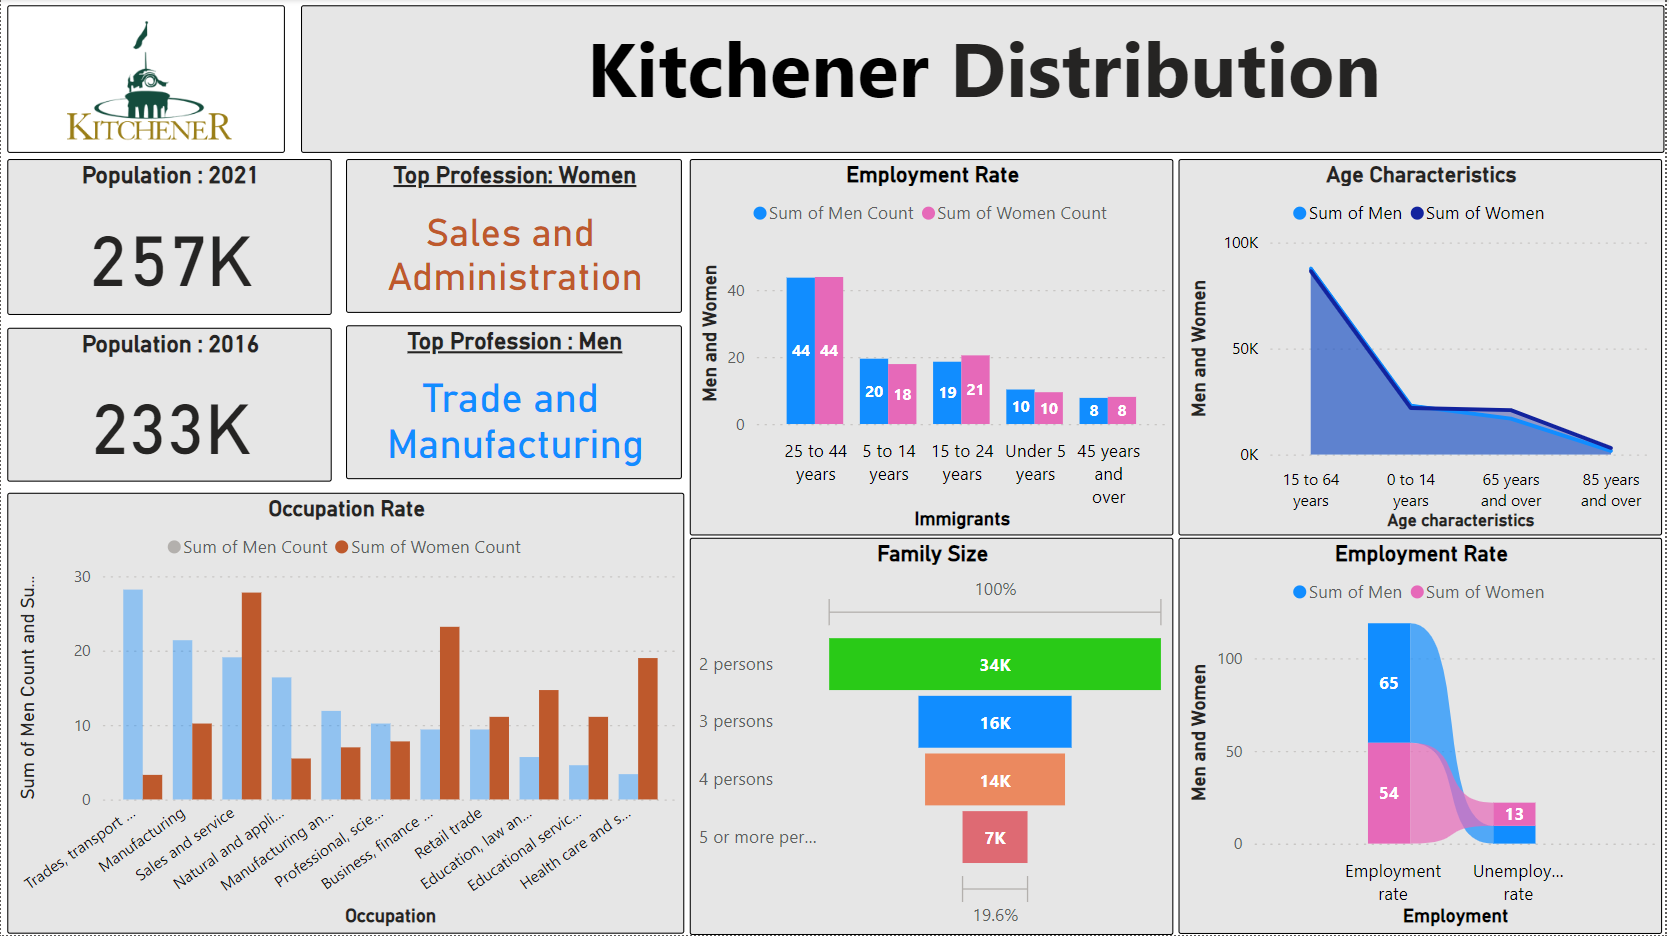 KITCHENER
Kitchener Distribution
Population : 2021
257K
Top Profession: Women
Sales and
Administration
Population : 2016
233K
Top Profession : Men
Trade and
Manufacturing
Employment Rate
Sum of Men Count Sum of Women Count
Men and Women
40
20
0
44 44
20 18
19 21
10 10
8 8
25 to 44
years
5 to 14
years
15 to 24
years
Under 5
years
45 years
and
over
Immigrants
Age Characteristics
Sum of Men Sum of Women
Men and Women
100K
50K
0K
15 to 64
years
0 to 14
years
65 years
and over
85 years
and over
Age characteristics
Occupation Rate
Sum of Men Count Sum of Women Count
Sum of Men Count and Su...
30
20
10
0
Trades, transport ...
Manufacturing
Sales and service
Natural and appli...
Manufacturing an...
Professional, scie...
Business, finance ...
Retail trade
Education, law an...
Educational servic...
Health care and s...
Occupation
Family Size
100%
2 persons 34K
3 persons 16K
4 persons 14K
5 or more per... 7K
19.6%
Employment Rate
Sum of Men Sum of Women
Men and Women
100
50
0
65
54
13
Employment
rate
Unemploy...
rate
Employment